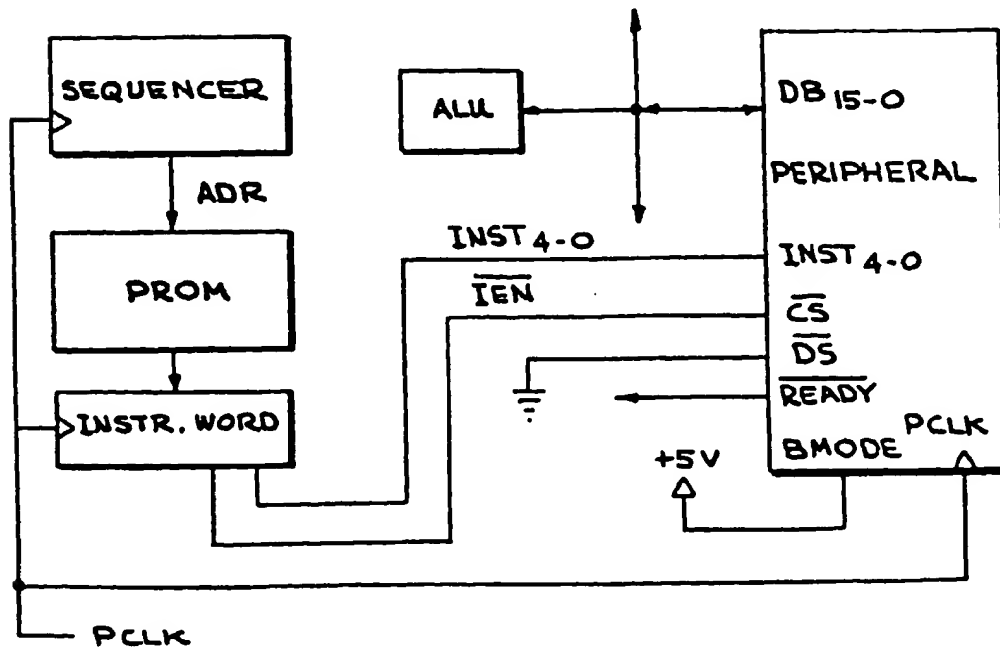 SEQUENCER
ALU
DB 15-0
ADR
PERIPHERAL
PROM
INST 4-0
INST 4-0
IEN
CS
DS
READY
INSTR. WORD
PCLK
BMODE
+5V
PCLK